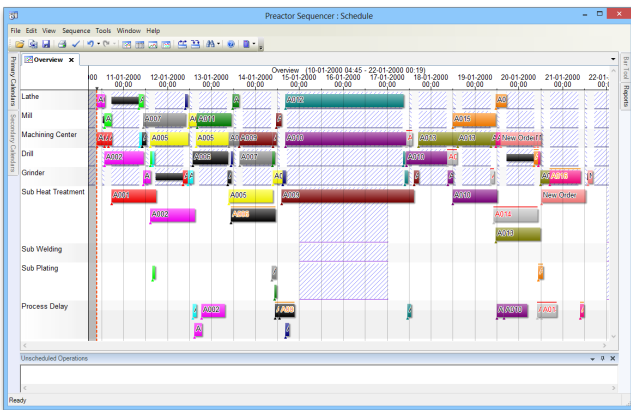 Preactor Sequencer : Schedule
File Edit View Sequence Tools Window Help
Overview x
Overview (10-01-2000 04:45 - 22-01-2000 00:19)
00 11-01-2000 12-01-2000 13-01-2000 14-01-2000 15-01-2000 16-01-2000 17-01-2000 18-01-2000 19-01-2000 20-01-2000 21-01-2000 22-01-
00:00 00:00 00:00 00:00 00:00 00:00 00:00 00:00 00:00 00:00 00:00
Primary Calendars
Secondary Calendars
Bar Tool
Reports
Lathe
A012
Mill
A007 A011 A015
Machining Center
A005 A005 A009 A010 A013 A013 New Order
Drill
A002 A006 A007 A010
Grinder
A016
Sub Heat Treatment
A001 A005 A009 A010 New Order
A002 A014
A013
Sub Welding
Sub Plating
Process Delay
A002 A010
Unscheduled Operations
Ready